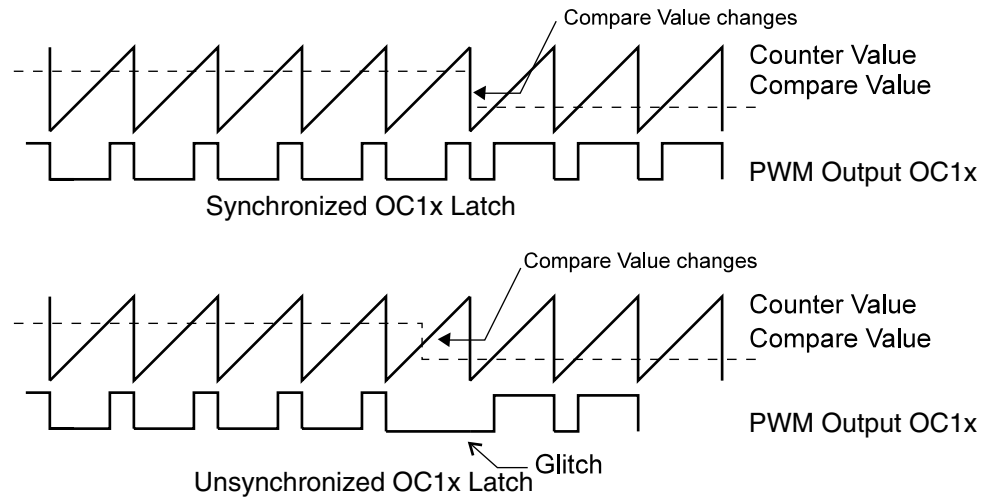 Compare Value changes
Counter Value
Compare Value
PWM Output OC1x
Synchronized OC1x Latch
Compare Value changes
Counter Value
Compare Value
PWM Output OC1x
Glitch
Unsynchronized OC1x Latch